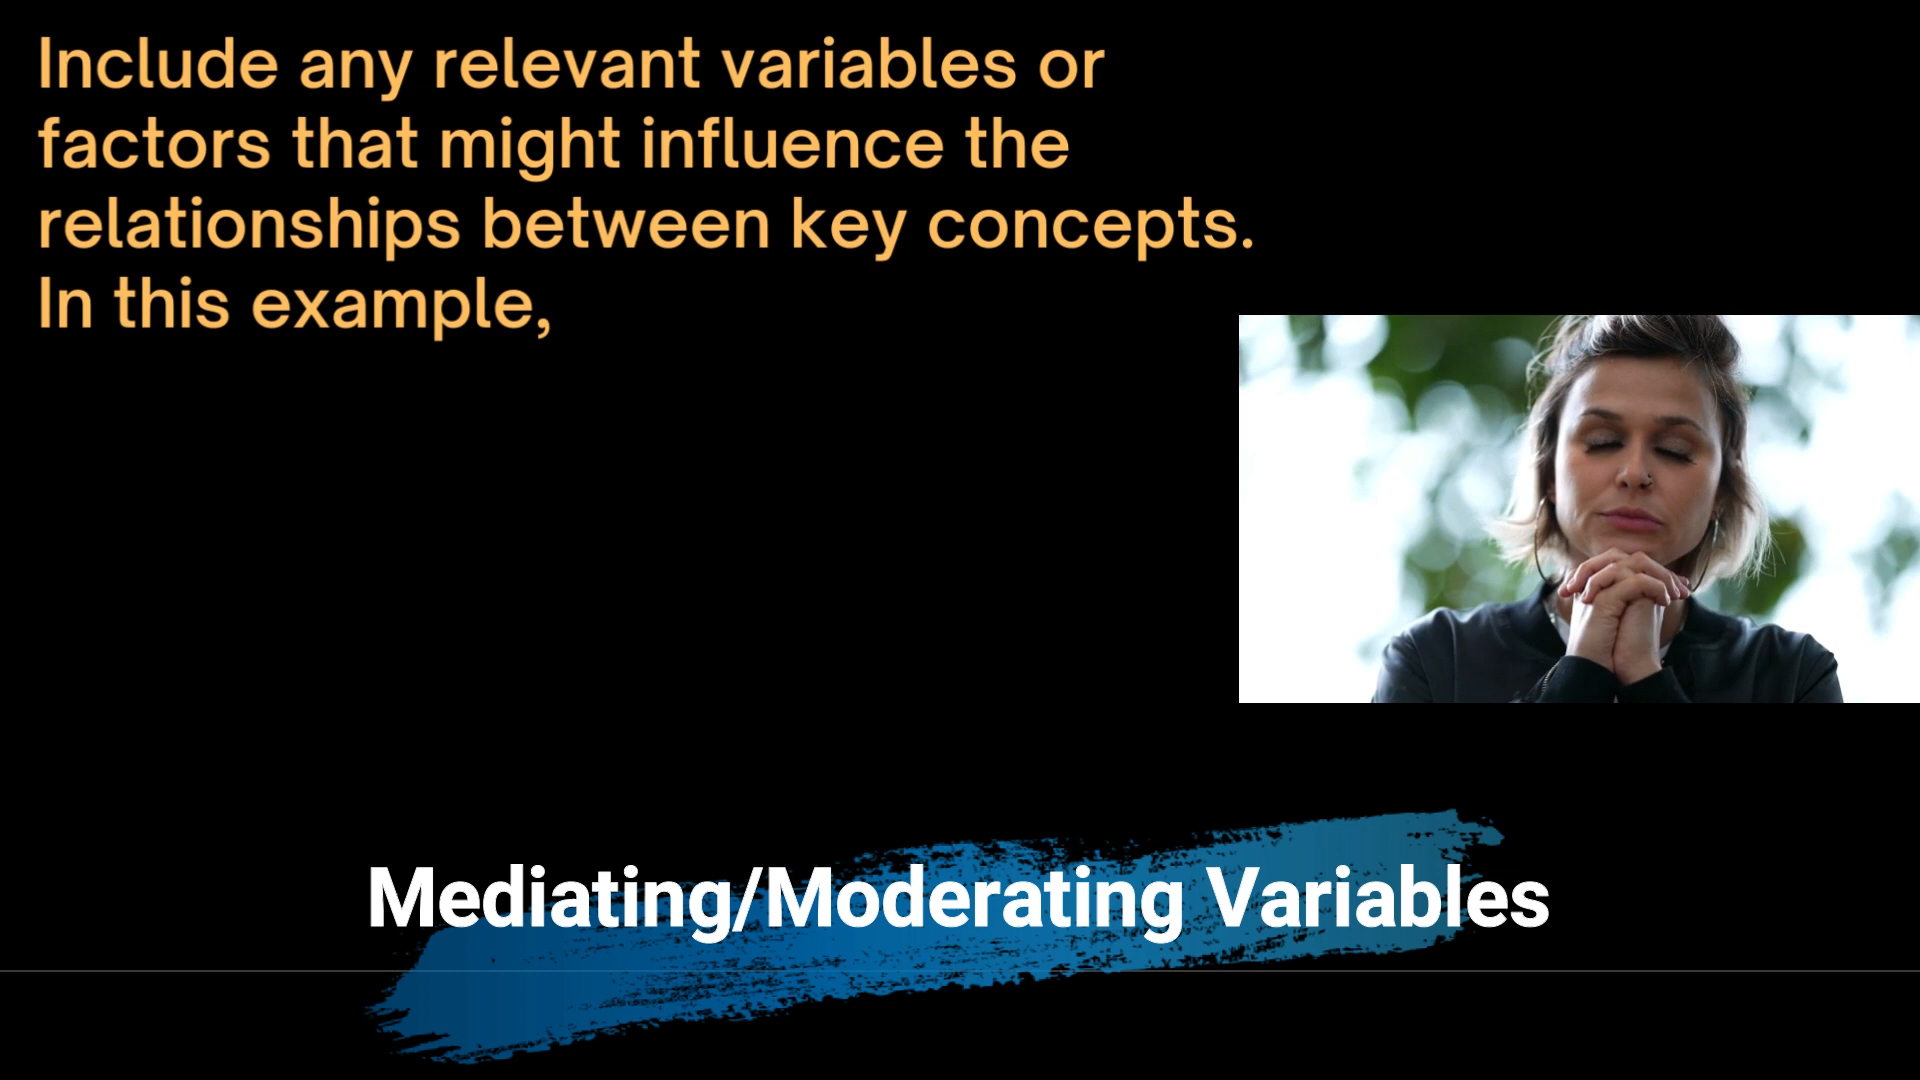 Include any relevant variables or
factors that might influence the
relationships between key concepts.
In this example,
Mediating/Moderating Variables